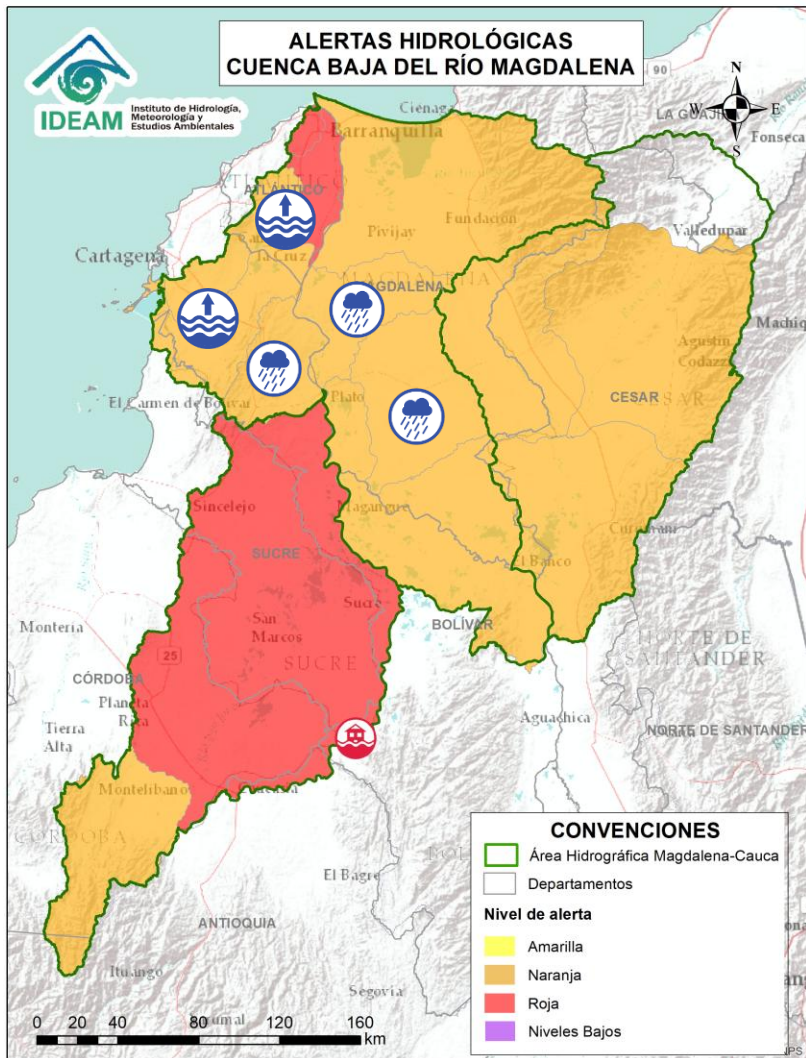 ALERTAS HIDROLÓGICAS
CUENCA BAJA DEL RÍO MAGDALENA
IDEAM
Instituto de Hidrología,
Meteorología y
Estudios Ambientales
N
W
E
S
90
Ciénaga
LA GUAJIRA
Fonseca
Barranquilla
ATLÁNTICO
Valledupar
Fundación
Pivijay
Cartagena
la Cruz
MAGDALENA
Agustín
Codazzi
El Carmen de Bolívar
Plato
CESAR
Sincelejo
Magangue
SUCRE
El Banco
Sucre
San
Marcos
BOLÍVAR
SUCRE
Montería
25
NORTE DE
SANTANDER
CÓRDOBA
Planeta
Rica
Tierra
Alta
Aguachica
NORTE DE SANTANDER
Montelibano
CÓRDOBA
El Bagre
ANTIOQUIA
Ituango
Segovia
CONVENCIONES
Área Hidrográfica Magdalena-Cauca
Departamentos
Nivel de alerta
Amarilla
Naranja
Roja
Niveles Bajos
0 20 40 80 120 160
km